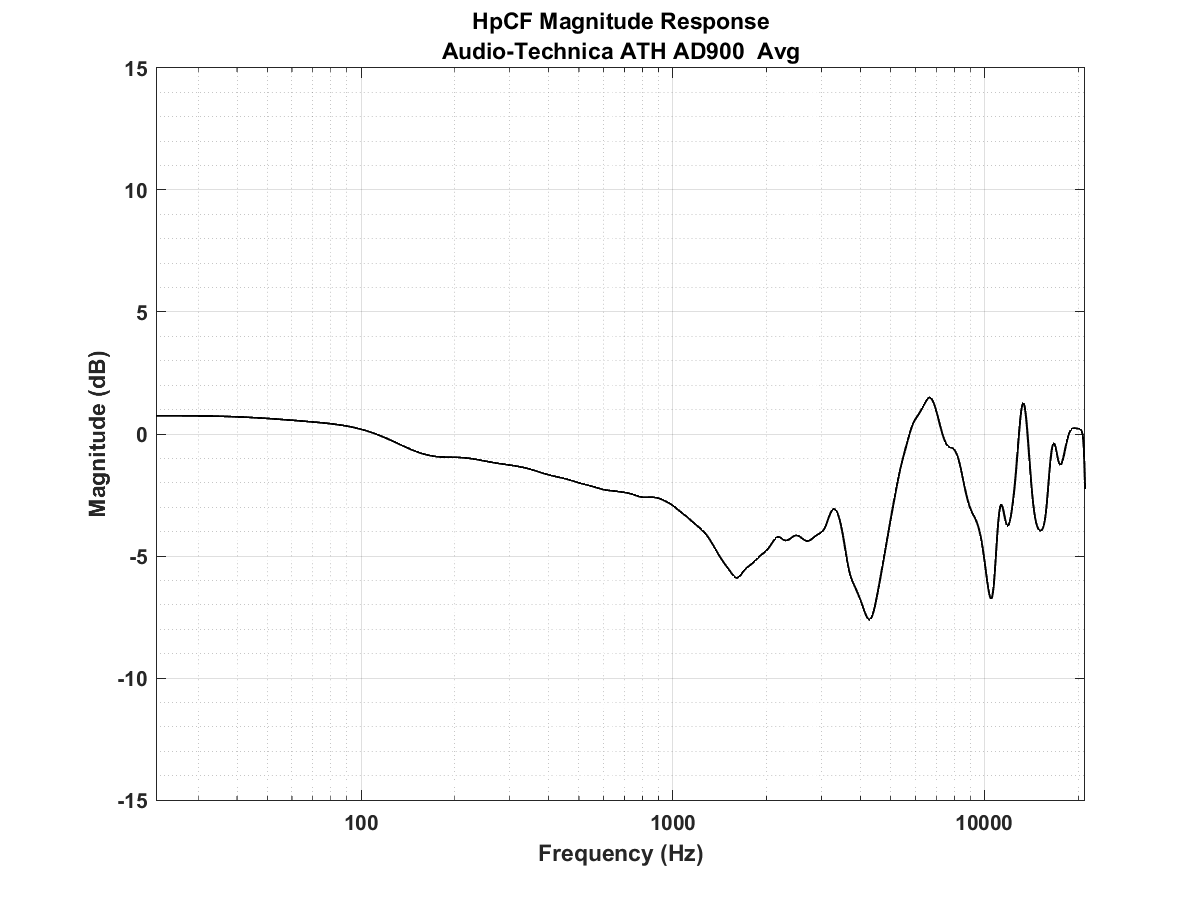 HpCF Magnitude Response
Audio-Technica ATH AD900  Avg
15
10
5
0
-5
-10
-15
Magnitude (dB)
100 1000 10000
Frequency (Hz)